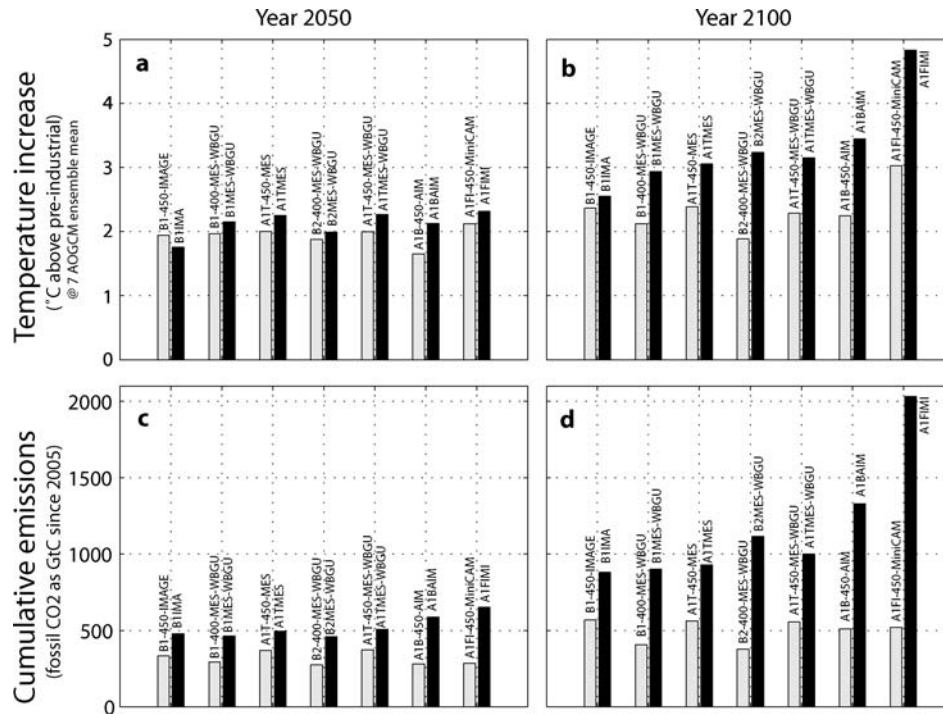 Year 2050
Year 2100
Temperature increase
(°C above pre-industrial)
@ 7 AOGCM ensemble mean
5
4
3
2
1
0
a
B1-450-IMAGE
B1IMA
B1-400-MES-WBGU
B1MES-WBGU
A1T-450-MES
A1TMES
B2-400-MES-WBGU
B2MES-WBGU
A1T-450-MES-WBGU
A1TMES-WBGU
A1B-450-AIM
A1BAIM
A1FI-450-MiniCAM
A1FIMI
b
B1-450-IMAGE
B1IMA
B1-400-MES-WBGU
B1MES-WBGU
A1T-450-MES
A1TMES
B2-400-MES-WBGU
B2MES-WBGU
A1T-450-MES-WBGU
A1TMES-WBGU
A1B-450-AIM
A1BAIM
A1FI-450-MiniCAM
A1FIMI
Cumulative emissions
(fossil CO2 as GtC since 2005)
2000
1500
1000
500
0
c
B1-450-IMAGE
B1IMA
B1-400-MES-WBGU
B1MES-WBGU
A1T-450-MES
A1TMES
B2-400-MES-WBGU
B2MES-WBGU
A1T-450-MES-WBGU
A1TMES-WBGU
A1B-450-AIM
A1BAIM
A1FI-450-MiniCAM
A1FIMI
d
B1-450-IMAGE
B1IMA
B1-400-MES-WBGU
B1MES-WBGU
A1T-450-MES
A1TMES
B2-400-MES-WBGU
B2MES-WBGU
A1T-450-MES-WBGU
A1TMES-WBGU
A1B-450-AIM
A1BAIM
A1FI-450-MiniCAM
A1FIMI